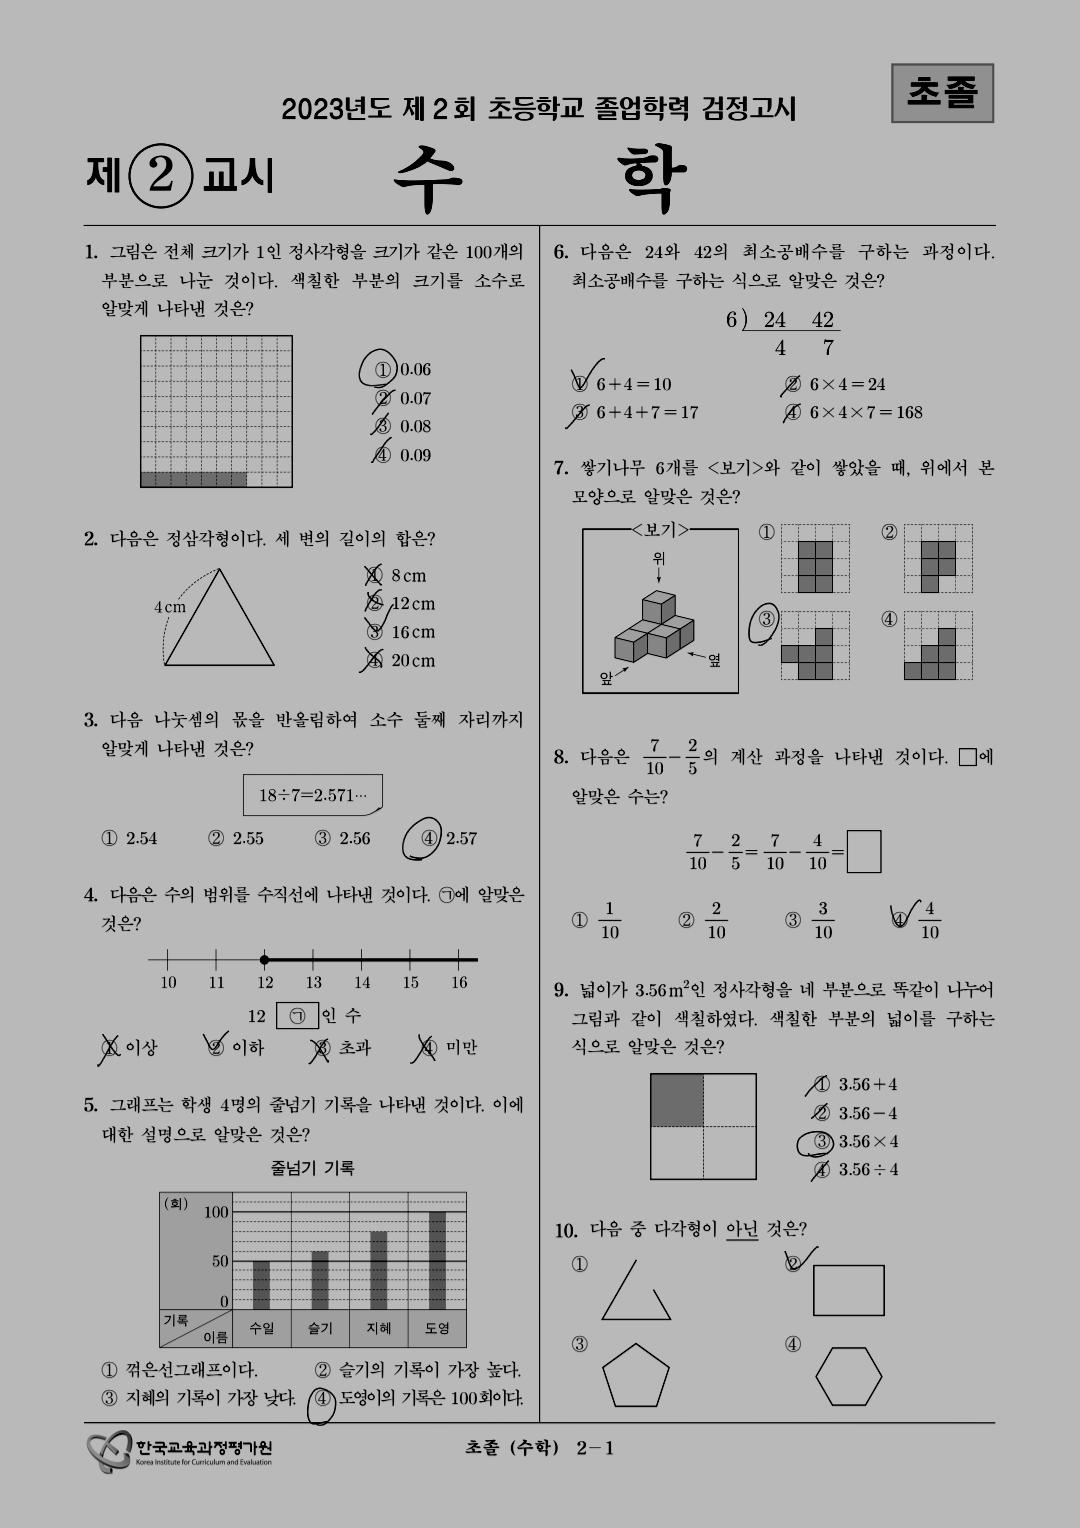 초졸
2023년도 제 2 회 초등학교 졸업학력 검정고시
제 ② 교시 수 학
1. 그림은 전체 크기가 1인 정사각형을 크기가 같은 100개의
부분으로 나눈 것이다. 색칠한 부분의 크기를 소수로
알맞게 나타낸 것은?
① 0.06
② 0.07
③ 0.08
④ 0.09
2. 다음은 정삼각형이다. 세 변의 길이의 합은?
4cm
① 8cm
② 12cm
③ 16cm
④ 20cm
3. 다음 나눗셈의 몫을 반올림하여 소수 둘째 자리까지
알맞게 나타낸 것은?
18÷7=2.571···
① 2.54 ② 2.55 ③ 2.56 ④ 2.57
4. 다음은 수의 범위를 수직선에 나타낸 것이다. ㉠에 알맞은
것은?
10 11 12 13 14 15 16
12 ㉠ 인 수
① 이상 ② 이하 ③ 초과 ④ 미만
5. 그래프는 학생 4명의 줄넘기 기록을 나타낸 것이다. 이에
대한 설명으로 알맞은 것은?
줄넘기 기록
(회)
100
50
0
기록
이름
수일 슬기 지혜 도영
① 꺾은선그래프이다. ② 슬기의 기록이 가장 높다.
③ 지혜의 기록이 가장 낮다. ④ 도영이의 기록은 100회이다.
6. 다음은 24와 42의 최소공배수를 구하는 과정이다.
최소공배수를 구하는 식으로 알맞은 것은?
6) 24 42
4 7
① 6+4=10 ② 6×4=24
③ 6+4+7=17 ④ 6×4×7=168
7. 쌓기나무 6개를 <보기>와 같이 쌓았을 때, 위에서 본
모양으로 알맞은 것은?
<보기>
위
앞
옆
① ②
③ ④
8. 다음은 7/10 − 2/5의 계산 과정을 나타낸 것이다. □에
알맞은 수는?
7/10 − 2/5 = 7/10 − 4/10 = □
① 1/10 ② 2/10 ③ 3/10 ④ 4/10
9. 넓이가 3.56m²인 정사각형을 네 부분으로 똑같이 나누어
그림과 같이 색칠하였다. 색칠한 부분의 넓이를 구하는
식으로 알맞은 것은?
① 3.56+4
② 3.56−4
③ 3.56×4
④ 3.56÷4
10. 다음 중 다각형이 아닌 것은?
① ②
③ ④
한국교육과정평가원
Korea Institute for Curriculum and Evaluation
초졸 (수학) 2−1